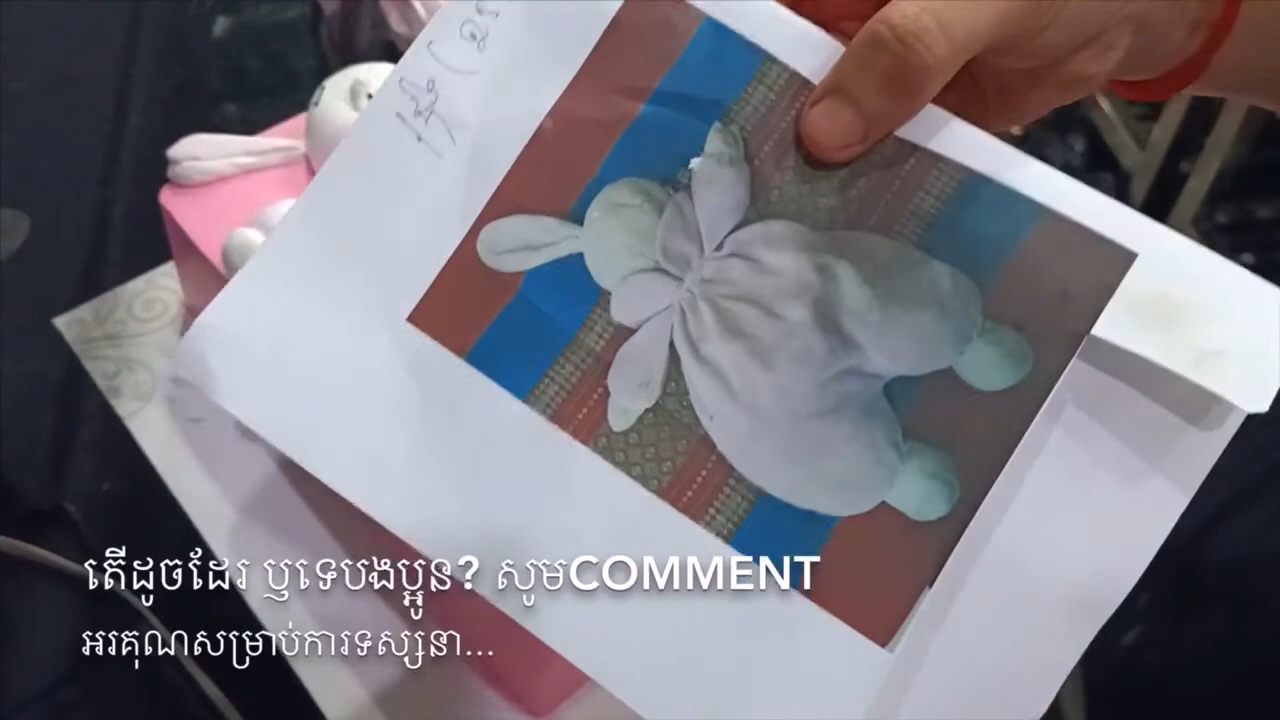 តើដូចដែរ ឫទេបងប្អូន? សូមCOMMENT
អរគុណសម្រាប់ការទស្សនា...